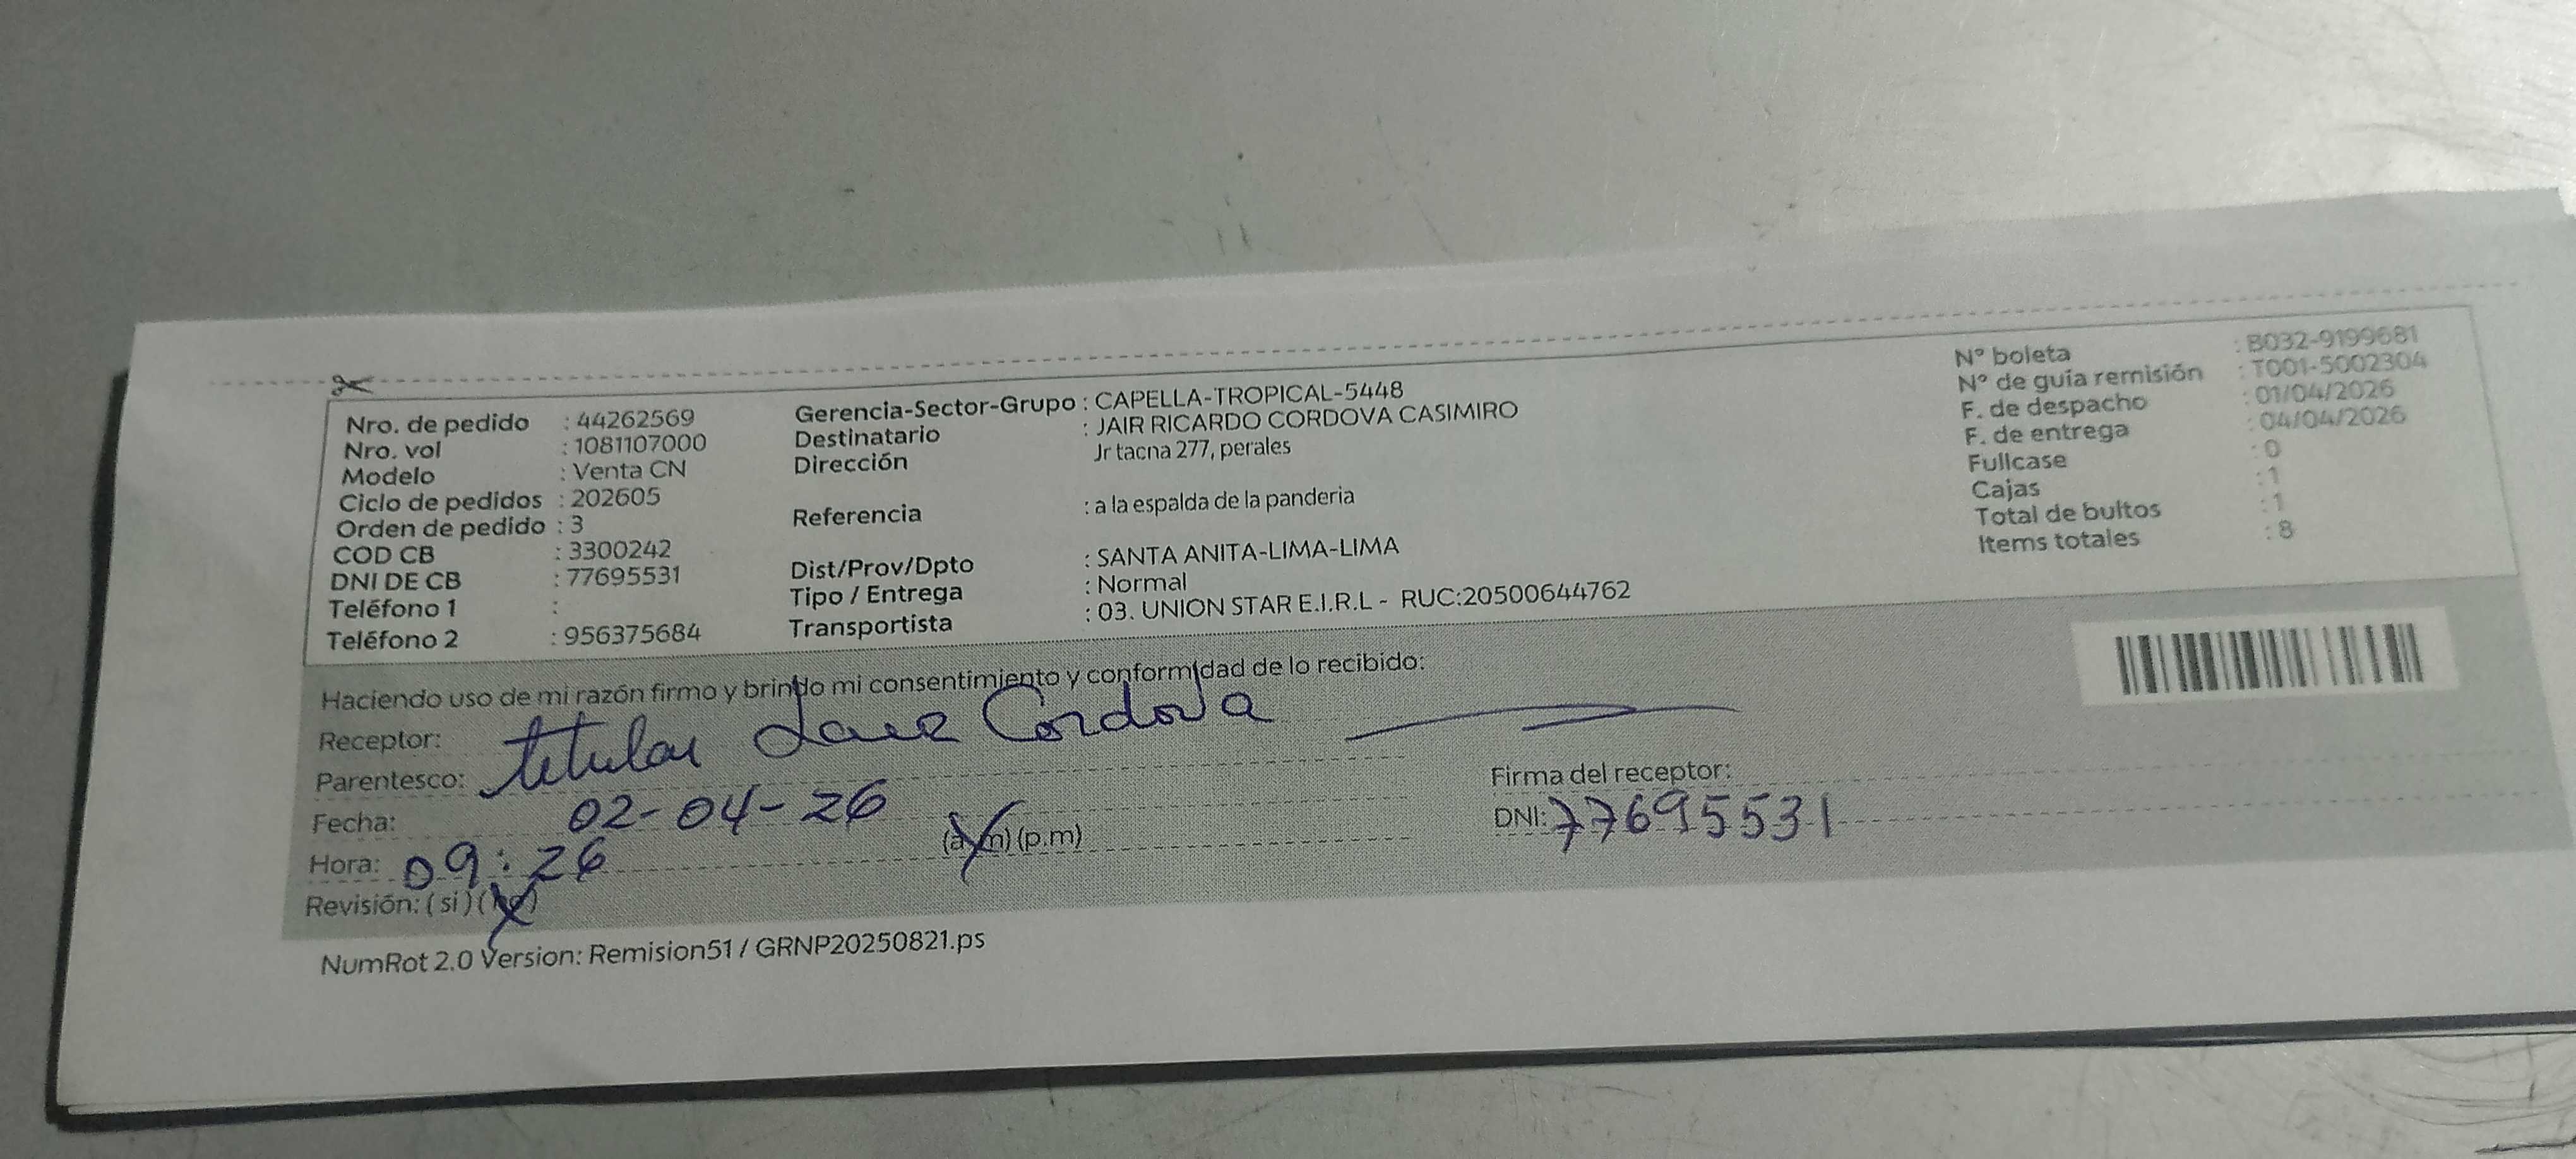 Nro. de pedido : 44262569
Nro. vol : 1081107000
Modelo : Venta CN
Ciclo de pedidos : 202605
Orden de pedido : 3
COD CB : 3300242
DNI DE CB : 77695531
Teléfono 1 :
Teléfono 2 : 956375684
Gerencia-Sector-Grupo : CAPELLA-TROPICAL-5448
Destinatario : JAIR RICARDO CORDOVA CASIMIRO
Dirección Jr tacna 277, perales
Referencia : a la espalda de la panderia
Dist/Prov/Dpto : SANTA ANITA-LIMA-LIMA
Tipo / Entrega : Normal
Transportista : 03. UNION STAR E.I.R.L - RUC:20500644762
N° boleta : B032-9199681
N° de guía remisión : T001-5002304
F. de despacho : 01/04/2026
F. de entrega : 04/04/2026
Fullcase : 0
Cajas : 1
Total de bultos : 1
Items totales : 8
Haciendo uso de mi razón firmo y brindo mi consentimiento y conformidad de lo recibido:
Receptor: Cordova
Parentesco: titular
Fecha: 02-04-26
Hora: 09:26 (a.m) (p.m)
Revisión: (si) (no)
Firma del receptor:
DNI: 77695531
NumRot 2.0 Version: Remision51 / GRNP20250821.ps